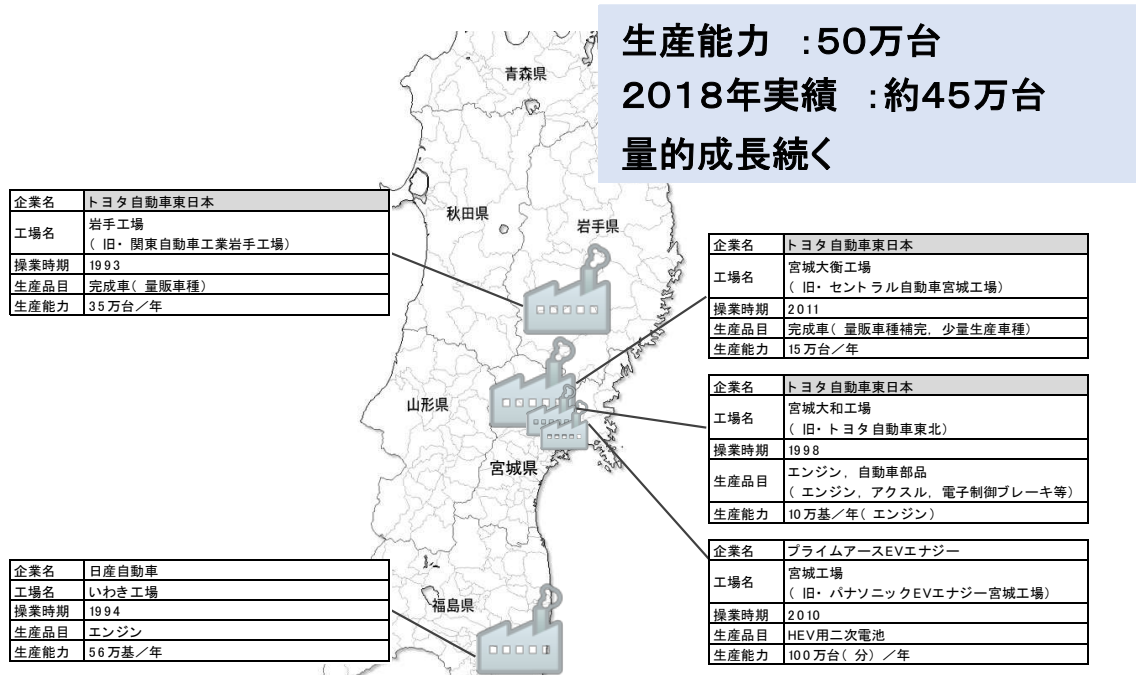 生産能力　：50万台
2018年実績　：約45万台
量的成長続く
青森県
秋田県
岩手県
山形県
宮城県
福島県
企業名 トヨタ自動車東日本
工場名 岩手工場
（旧・関東自動車工業岩手工場）
操業時期 1993
生産品目 完成車（量販車種）
生産能力 35万台／年
企業名 トヨタ自動車東日本
工場名 宮城大衡工場
（旧・セントラル自動車宮城工場）
操業時期 2011
生産品目 完成車（量販車種補完，少量生産車種）
生産能力 15万台／年
企業名 トヨタ自動車東日本
工場名 宮城大和工場
（旧・トヨタ自動車東北）
操業時期 1998
生産品目 エンジン，自動車部品
（エンジン，アクスル，電子制御ブレーキ等）
生産能力 10万基／年（エンジン）
企業名 プライムアースEVエナジー
工場名 宮城工場
（旧・パナソニックEVエナジー宮城工場）
操業時期 2010
生産品目 HEV用二次電池
生産能力 100万台（分）／年
企業名 日産自動車
工場名 いわき工場
操業時期 1994
生産品目 エンジン
生産能力 56万基／年